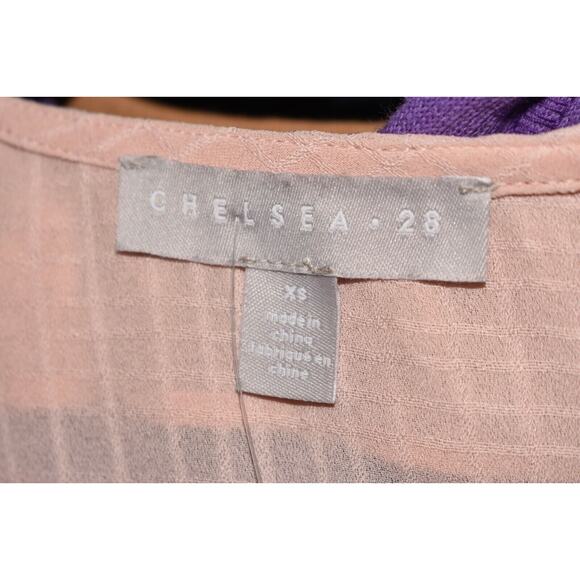 CHELSEA · 28
XS
made in
china
fabriqué en
chine